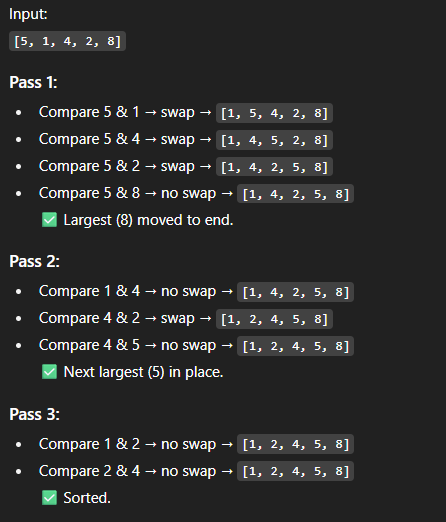 Input:
[5, 1, 4, 2, 8]
Pass 1:
• Compare 5 & 1 → swap → [1, 5, 4, 2, 8]
• Compare 5 & 4 → swap → [1, 4, 5, 2, 8]
• Compare 5 & 2 → swap → [1, 4, 2, 5, 8]
• Compare 5 & 8 → no swap → [1, 4, 2, 5, 8]
✅ Largest (8) moved to end.
Pass 2:
• Compare 1 & 4 → no swap → [1, 4, 2, 5, 8]
• Compare 4 & 2 → swap → [1, 2, 4, 5, 8]
• Compare 4 & 5 → no swap → [1, 2, 4, 5, 8]
✅ Next largest (5) in place.
Pass 3:
• Compare 1 & 2 → no swap → [1, 2, 4, 5, 8]
• Compare 2 & 4 → no swap → [1, 2, 4, 5, 8]
✅ Sorted.